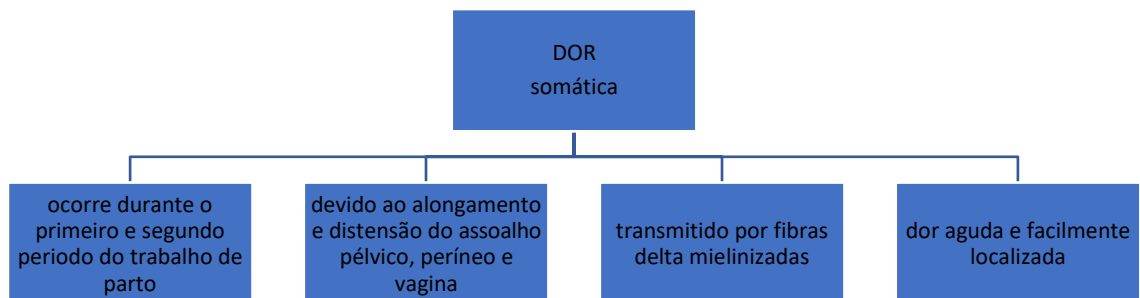 DOR
somática
ocorre durante o
primeiro e segundo
periodo do trabalho de
parto
devido ao alongamento
e distensão do assoalho
pélvico, períneo e
vagina
transmitido por fibras
delta mielinizadas
dor aguda e facilmente
localizada